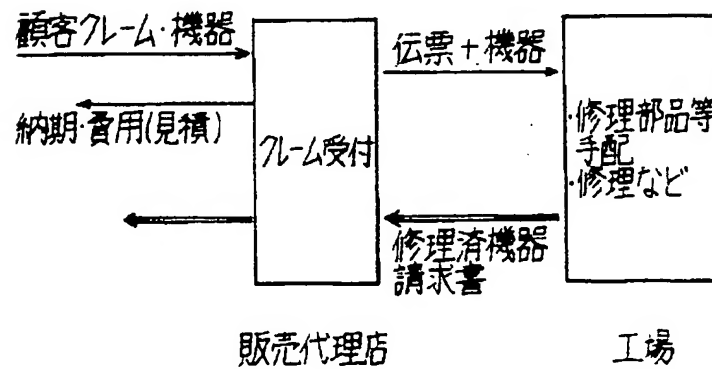 顧客クレーム・機器
納期・費用(見積)
クレーム受付
伝票+機器
修理済機器
請求書
・修理部品等
手配
・修理など
販売代理店
工場